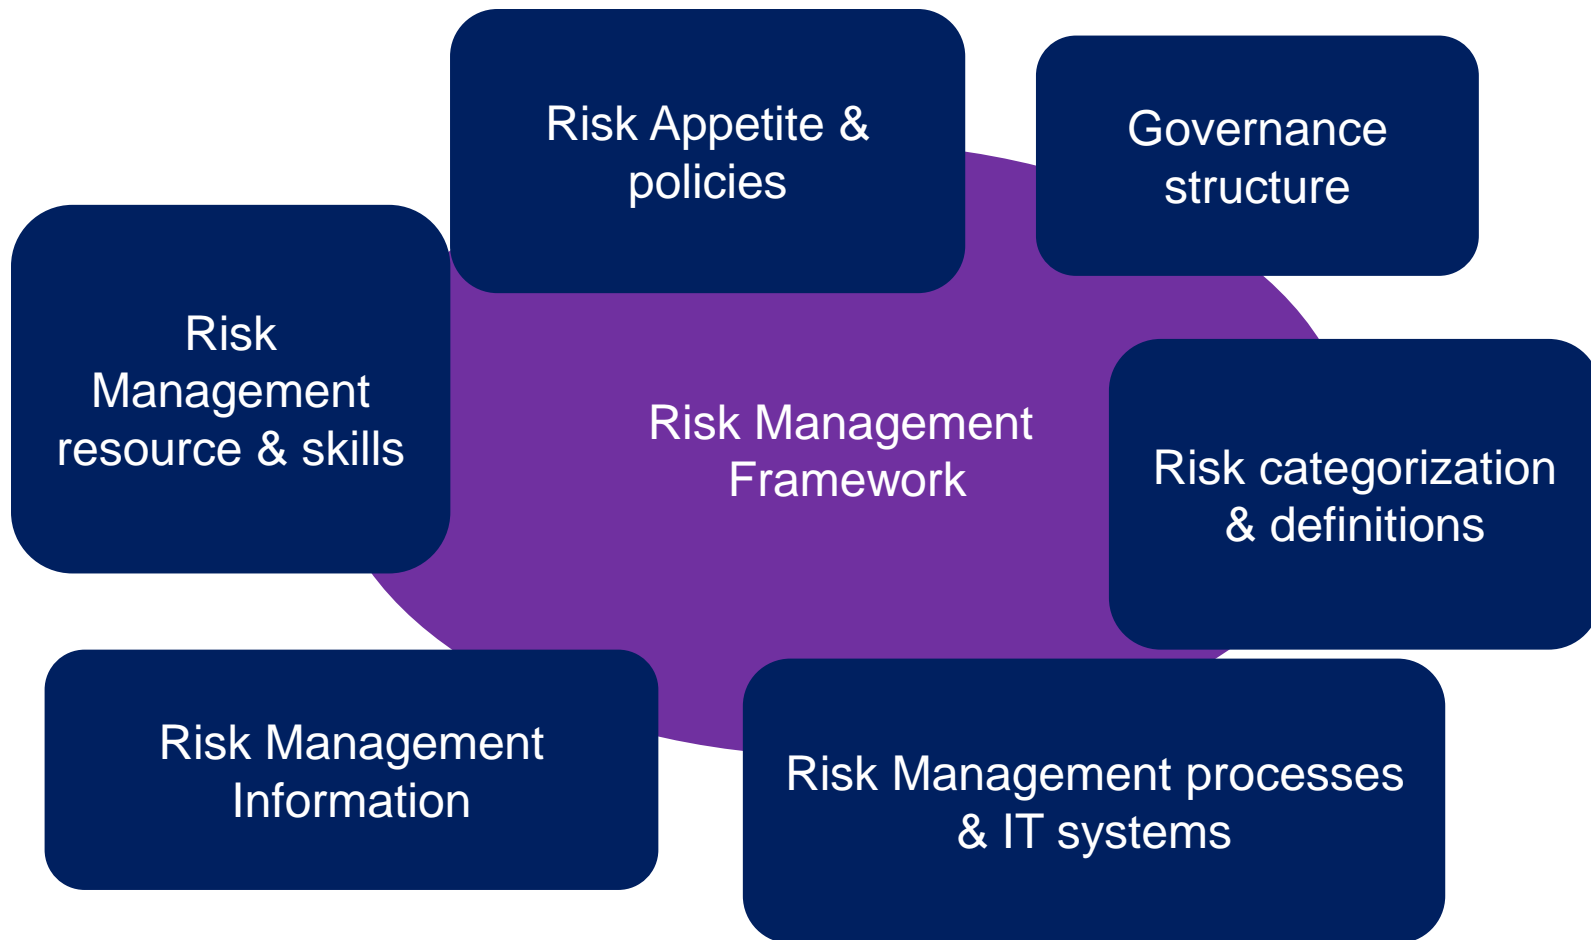 Risk Appetite &
policies
Governance
structure
Risk
Management
resource & skills
Risk Management
Framework
Risk categorization
& definitions
Risk Management
Information
Risk Management processes
& IT systems